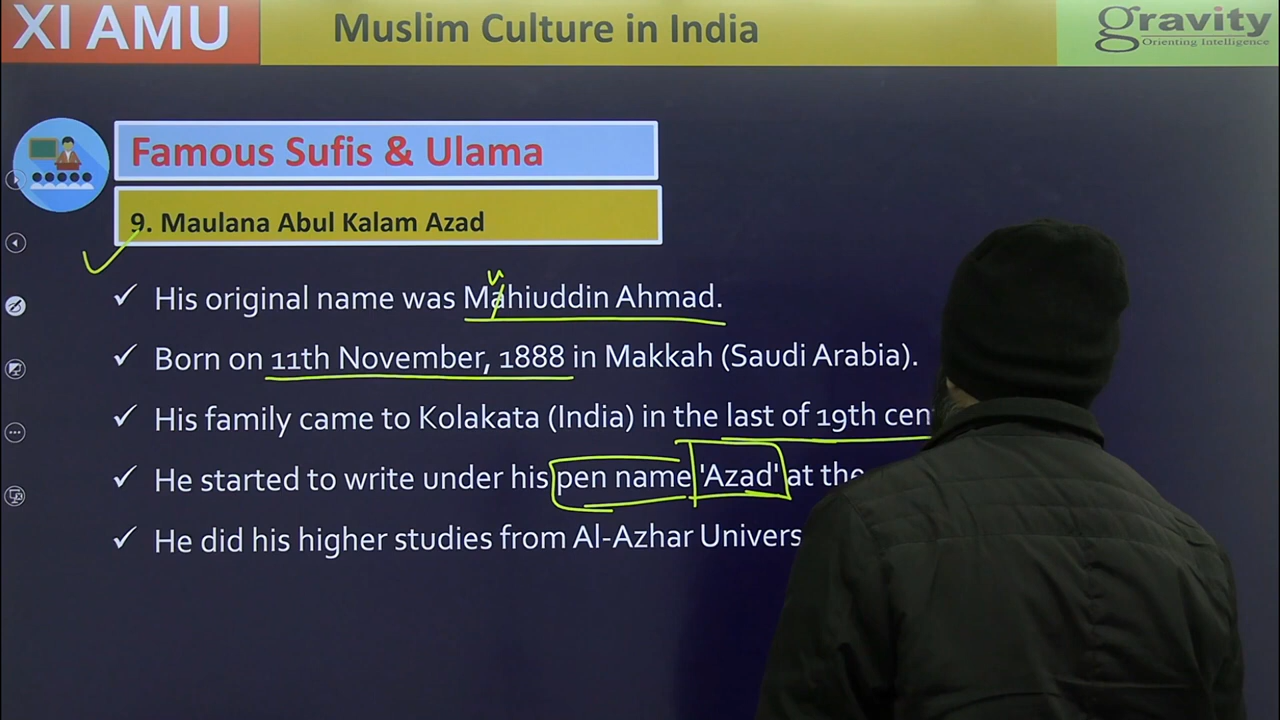 XI AMU
Muslim Culture in India
gravity
Orienting Intelligence
Famous Sufis & Ulama
9. Maulana Abul Kalam Azad
✓ His original name was Mahiuddin Ahmad.
✓ Born on 11th November, 1888 in Makkah (Saudi Arabia).
✓ His family came to Kolakata (India) in the last of 19th
✓ He started to write under his pen name 'Azad' at the
✓ He did his higher studies from Al-Azhar